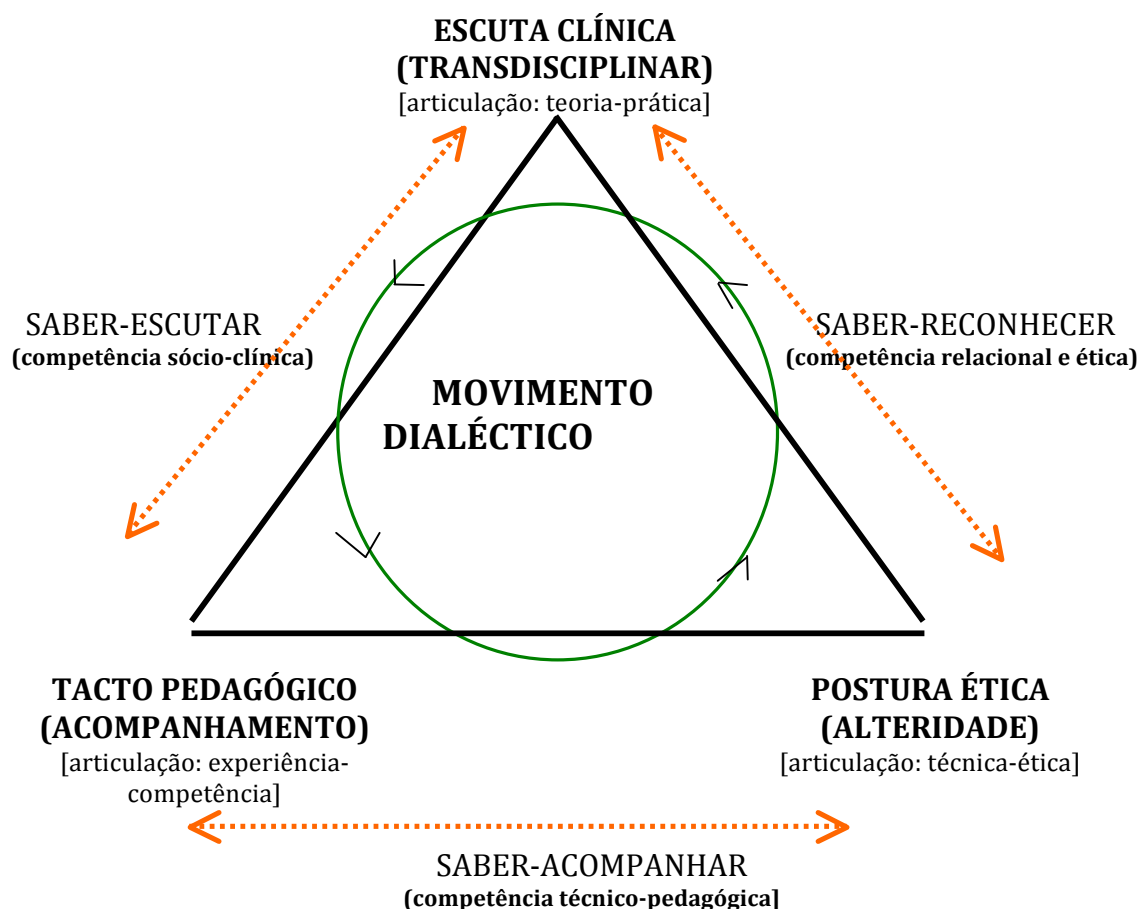 ESCUTA CLÍNICA
(TRANSDISCIPLINAR)
[articulação: teoria-prática]
SABER-ESCUTAR
(competência sócio-clínica)
SABER-RECONHECER
(competência relacional e ética)
MOVIMENTO
DIALÉCTICO
TACTO PEDAGÓGICO
(ACOMPANHAMENTO)
[articulação: experiência-
competência]
POSTURA ÉTICA
(ALTERIDADE)
[articulação: técnica-ética]
SABER-ACOMPANHAR
(competência técnico-pedagógica]